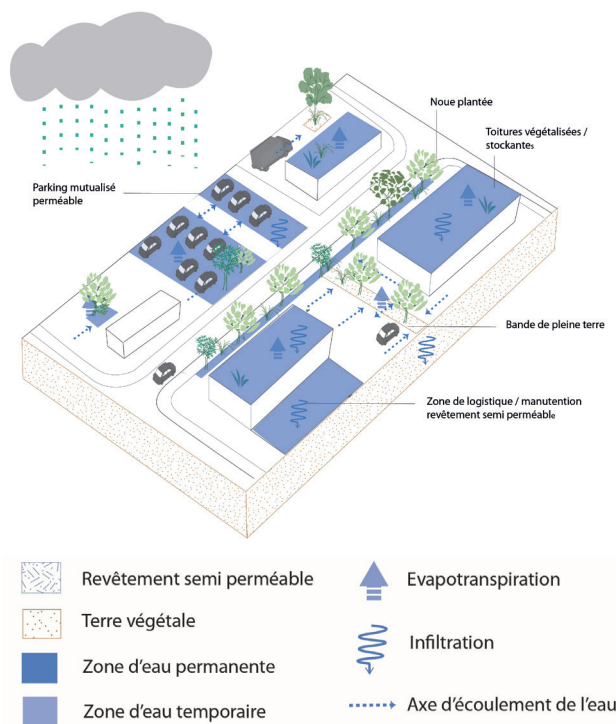 Noue plantée
Toitures végétalisées /
stockantes
Parking mutualisé
perméable
Bande de pleine terre
Zone de logistique / manutention
revêtement semi perméable
Revêtement semi perméable
Terre végétale
Zone d'eau permanente
Zone d'eau temporaire
Evapotranspiration
Infiltration
Axe d'écoulement de l'eau